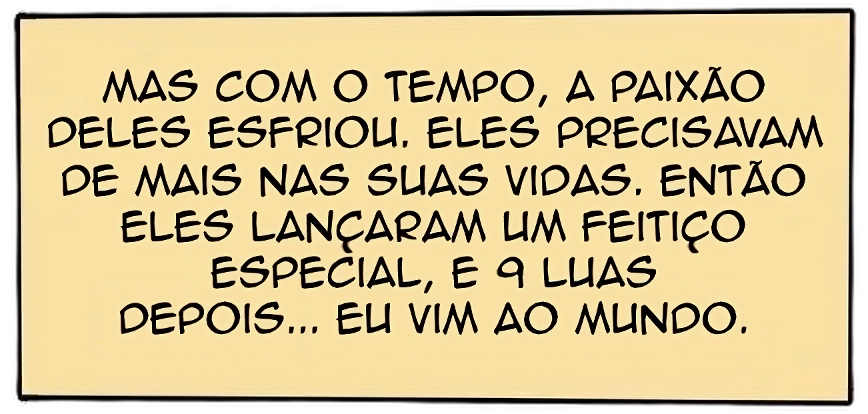 MAS COM O TEMPO, A PAIXÃO
DELES ESFRIOU. ELES PRECISAVAM
DE MAIS NAS SUAS VIDAS. ENTÃO
ELES LANÇARAM UM FEITIÇO
ESPECIAL, E 9 LUAS
DEPOIS... EU VIM AO MUNDO.